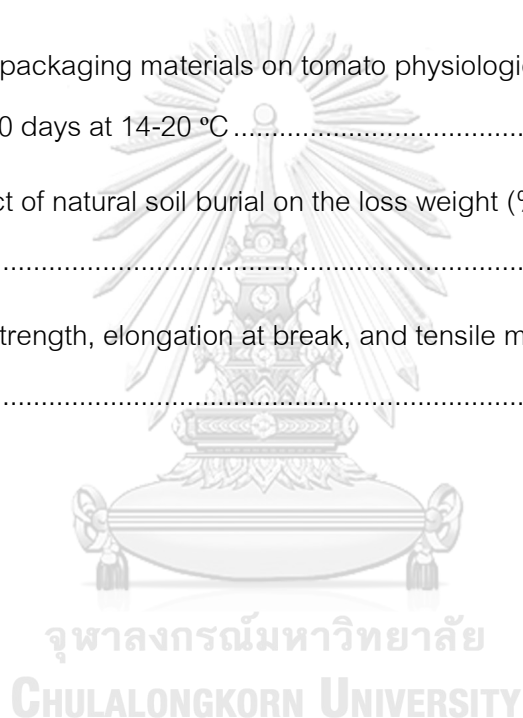 packaging materials on tomato physiologi
0 days at 14-20 ºC......................................
ct of natural soil burial on the loss weight (%
....................................................................
trength, elongation at break, and tensile m
....................................................................
จุฬาลงกรณ์มหาวิทยาลัย
CHULALONGKORN UNIVERSITY